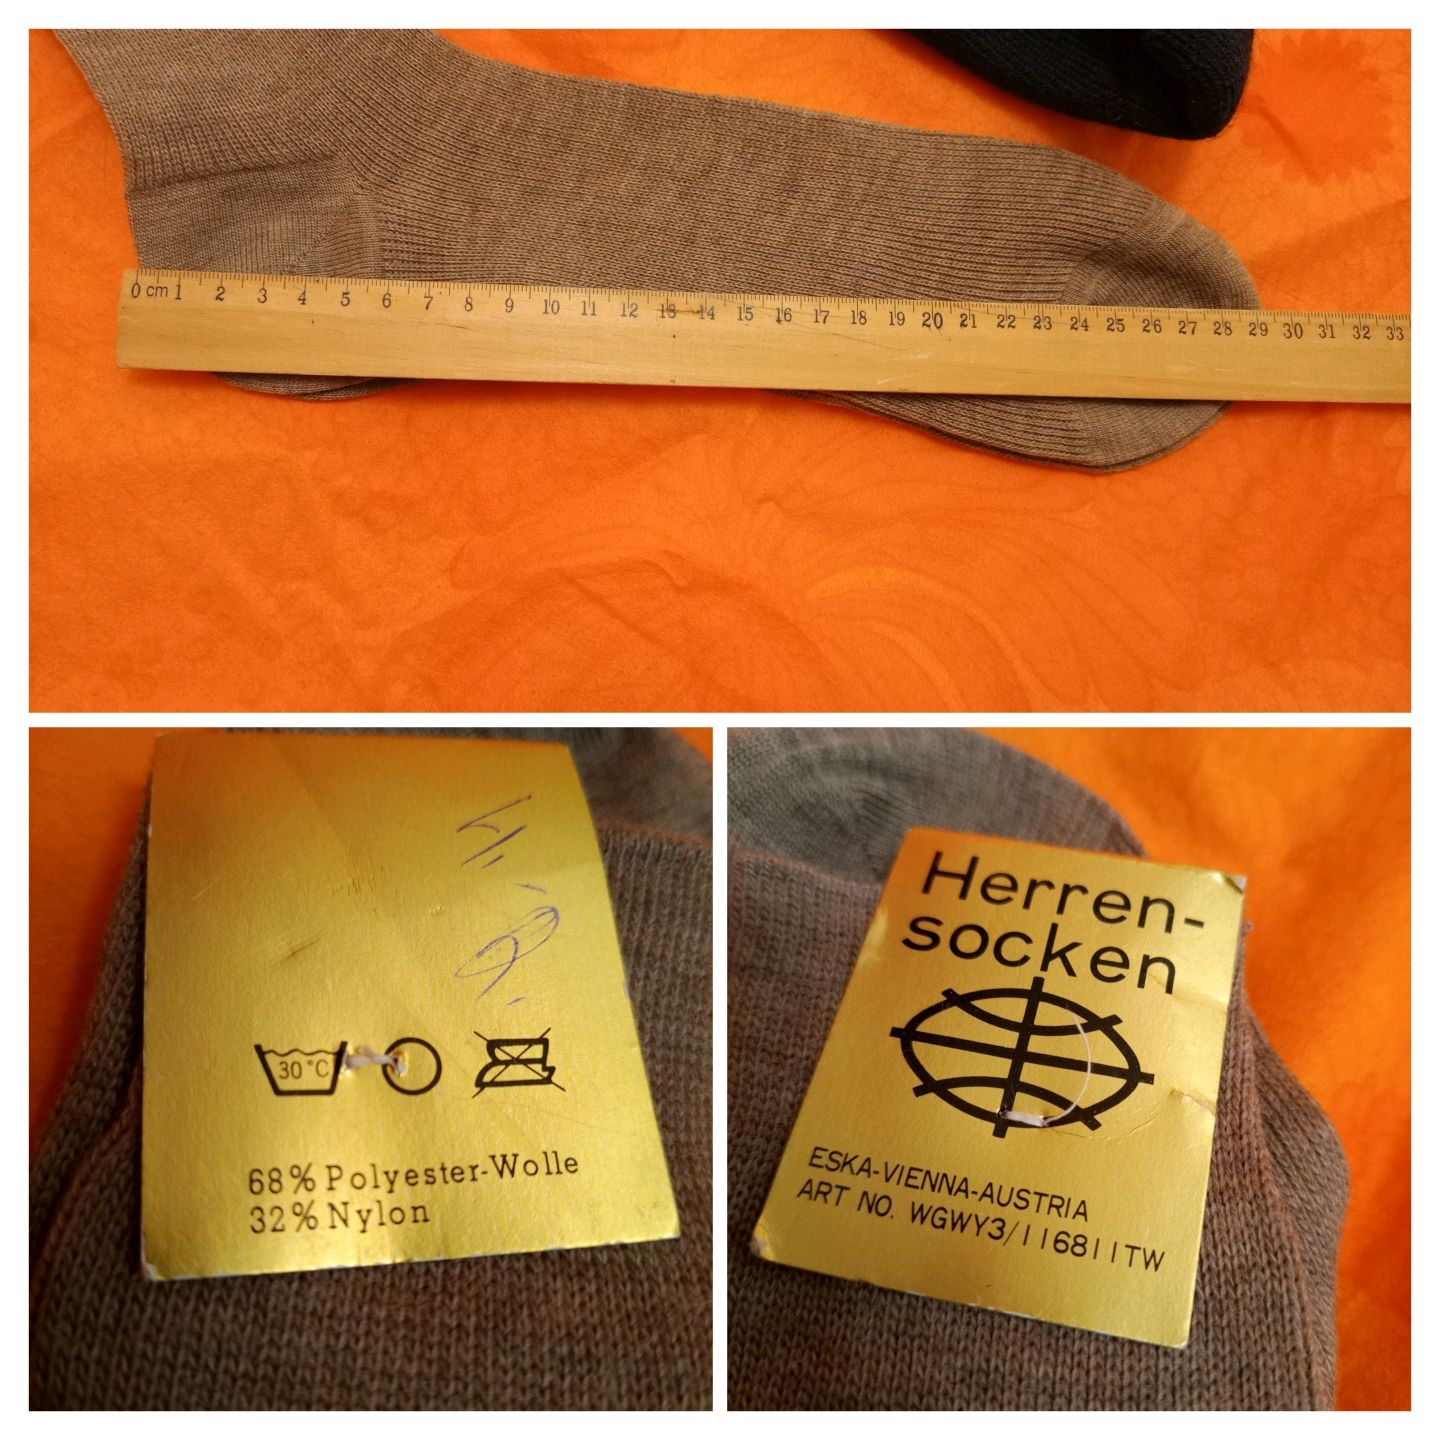 0 cm 1 2 3 4 5 6 7 8 9 10 11 12 13 14 15 16 17 18 19 20 21 22 23 24 25 26 27 28 29 30 31 32 33
30°C
68% Polyester-Wolle
32% Nylon
Herren-
socken
ESKA-VIENNA-AUSTRIA
ART NO. WGWY3/116811TW